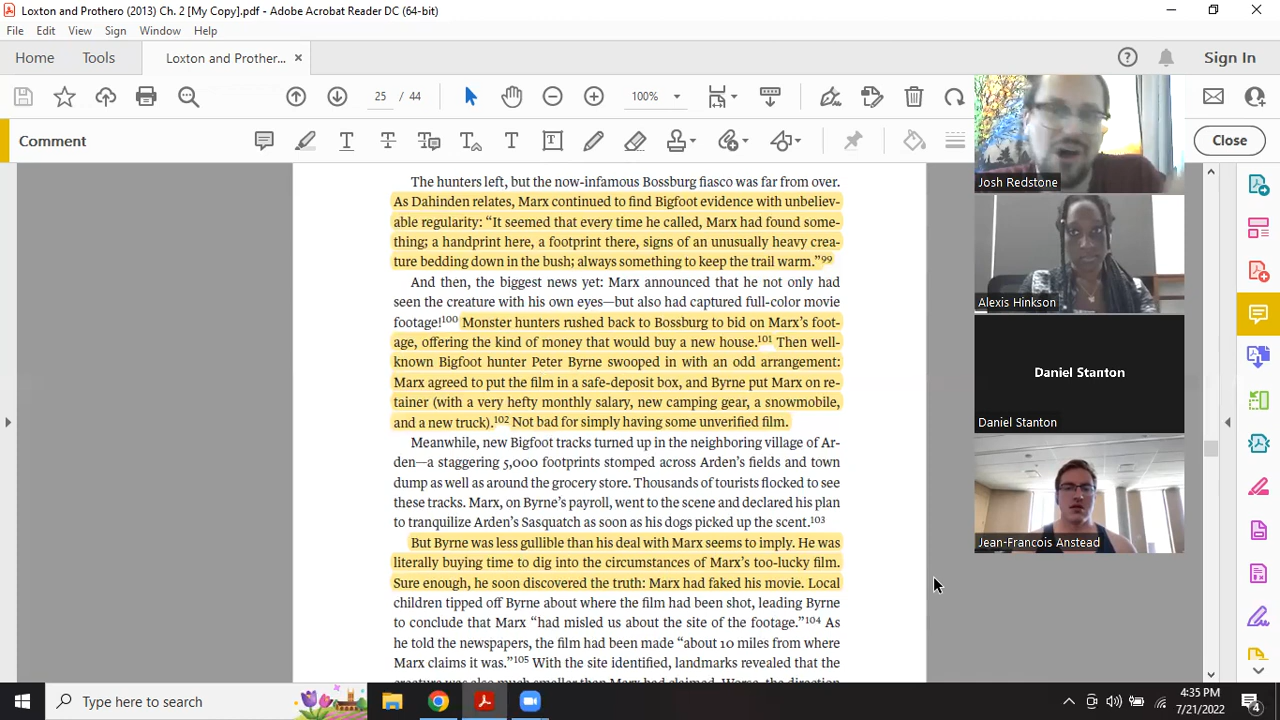 Loxton and Prothero (2013) Ch. 2 [My Copy].pdf - Adobe Acrobat Reader DC (64-bit)
File Edit View Sign Window Help
Home Tools Loxton and Prother... × Sign In
25 / 44 100%
Comment Close
The hunters left, but the now-infamous Bossburg fiasco was far from over.
As Dahinden relates, Marx continued to find Bigfoot evidence with unbeliev-
able regularity: “It seemed that every time he called, Marx had found some-
thing; a handprint here, a footprint there, signs of an unusually heavy crea-
ture bedding down in the bush; always something to keep the trail warm.”99
And then, the biggest news yet: Marx announced that he not only had
seen the creature with his own eyes—but also had captured full-color movie
footage!100 Monster hunters rushed back to Bossburg to bid on Marx’s foot-
age, offering the kind of money that would buy a new house.101 Then well-
known Bigfoot hunter Peter Byrne swooped in with an odd arrangement:
Marx agreed to put the film in a safe-deposit box, and Byrne put Marx on re-
tainer (with a very hefty monthly salary, new camping gear, a snowmobile,
and a new truck).102 Not bad for simply having some unverified film.
Meanwhile, new Bigfoot tracks turned up in the neighboring village of Ar-
den—a staggering 5,000 footprints stomped across Arden’s fields and town
dump as well as around the grocery store. Thousands of tourists flocked to see
these tracks. Marx, on Byrne’s payroll, went to the scene and declared his plan
to tranquilize Arden’s Sasquatch as soon as his dogs picked up the scent.103
But Byrne was less gullible than his deal with Marx seems to imply. He was
literally buying time to dig into the circumstances of Marx’s too-lucky film.
Sure enough, he soon discovered the truth: Marx had faked his movie. Local
children tipped off Byrne about where the film had been shot, leading Byrne
to conclude that Marx “had misled us about the site of the footage.”104 As
he told the newspapers, the film had been made “about 10 miles from where
Marx claims it was.”105 With the site identified, landmarks revealed that the
creature was also much smaller than Marx had claimed. Worse, the direction
Josh Redstone
Alexis Hinkson
Daniel Stanton
Daniel Stanton
Jean-Francois Anstead
Type here to search
4:35 PM
7/21/2022
4